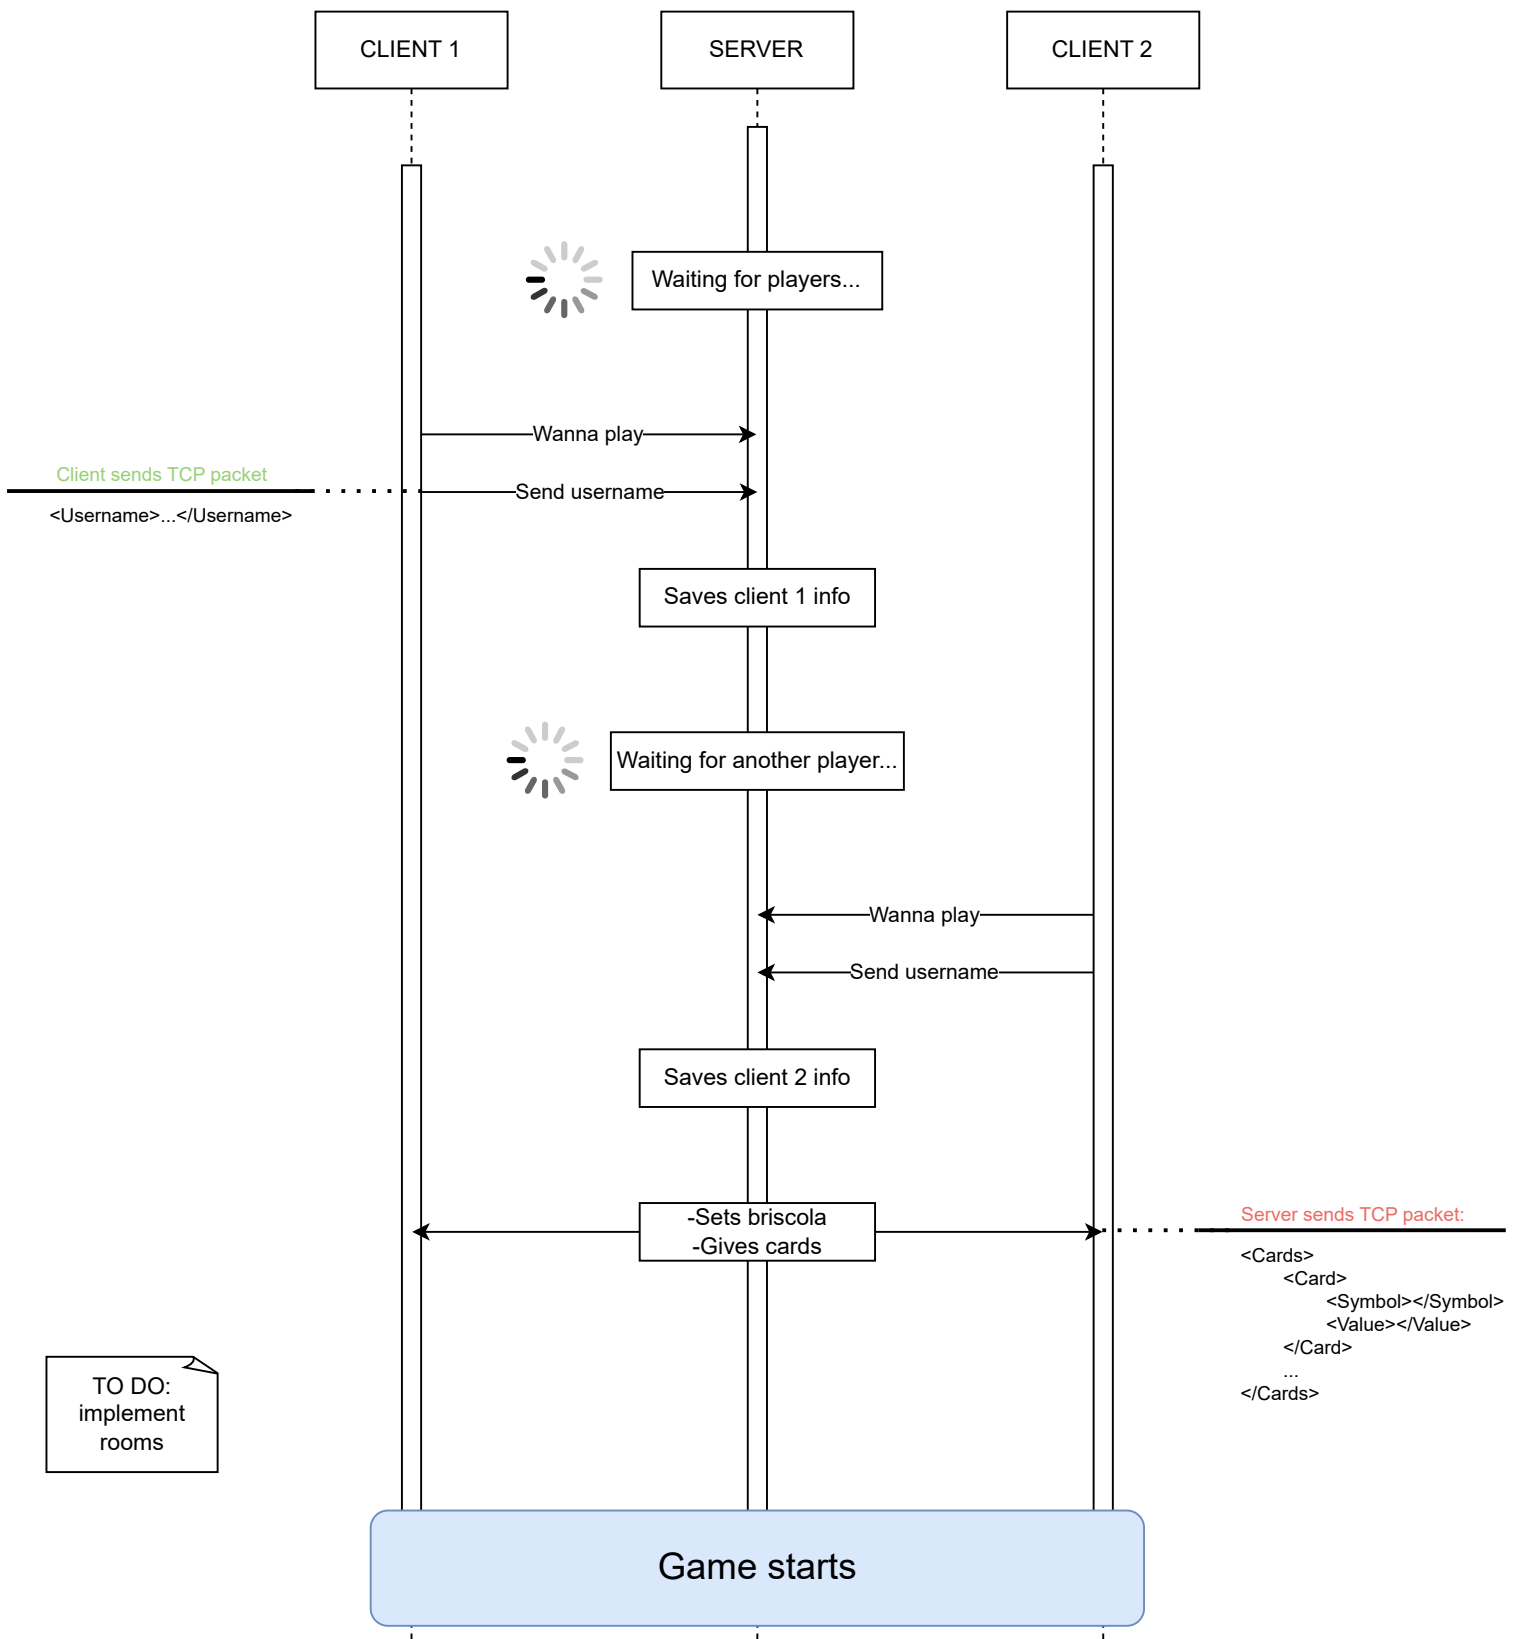 CLIENT 1
SERVER
CLIENT 2
Waiting for players...
Wanna play
Client sends TCP packet
Send username
<Username>...</Username>
Saves client 1 info
Waiting for another player...
Wanna play
Send username
Saves client 2 info
-Sets briscola
-Gives cards
Server sends TCP packet:
<Cards>
<Card>
<Symbol></Symbol>
<Value></Value>
</Card>
...
</Cards>
TO DO:
implement
rooms
Game starts